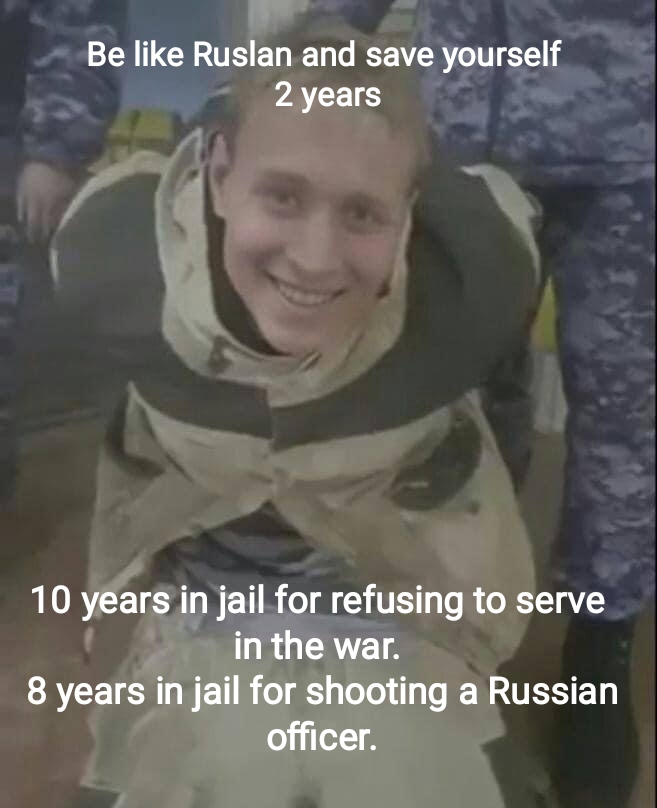 Be like Ruslan and save yourself
2 years
10 years in jail for refusing to serve
in the war.
8 years in jail for shooting a Russian
officer.